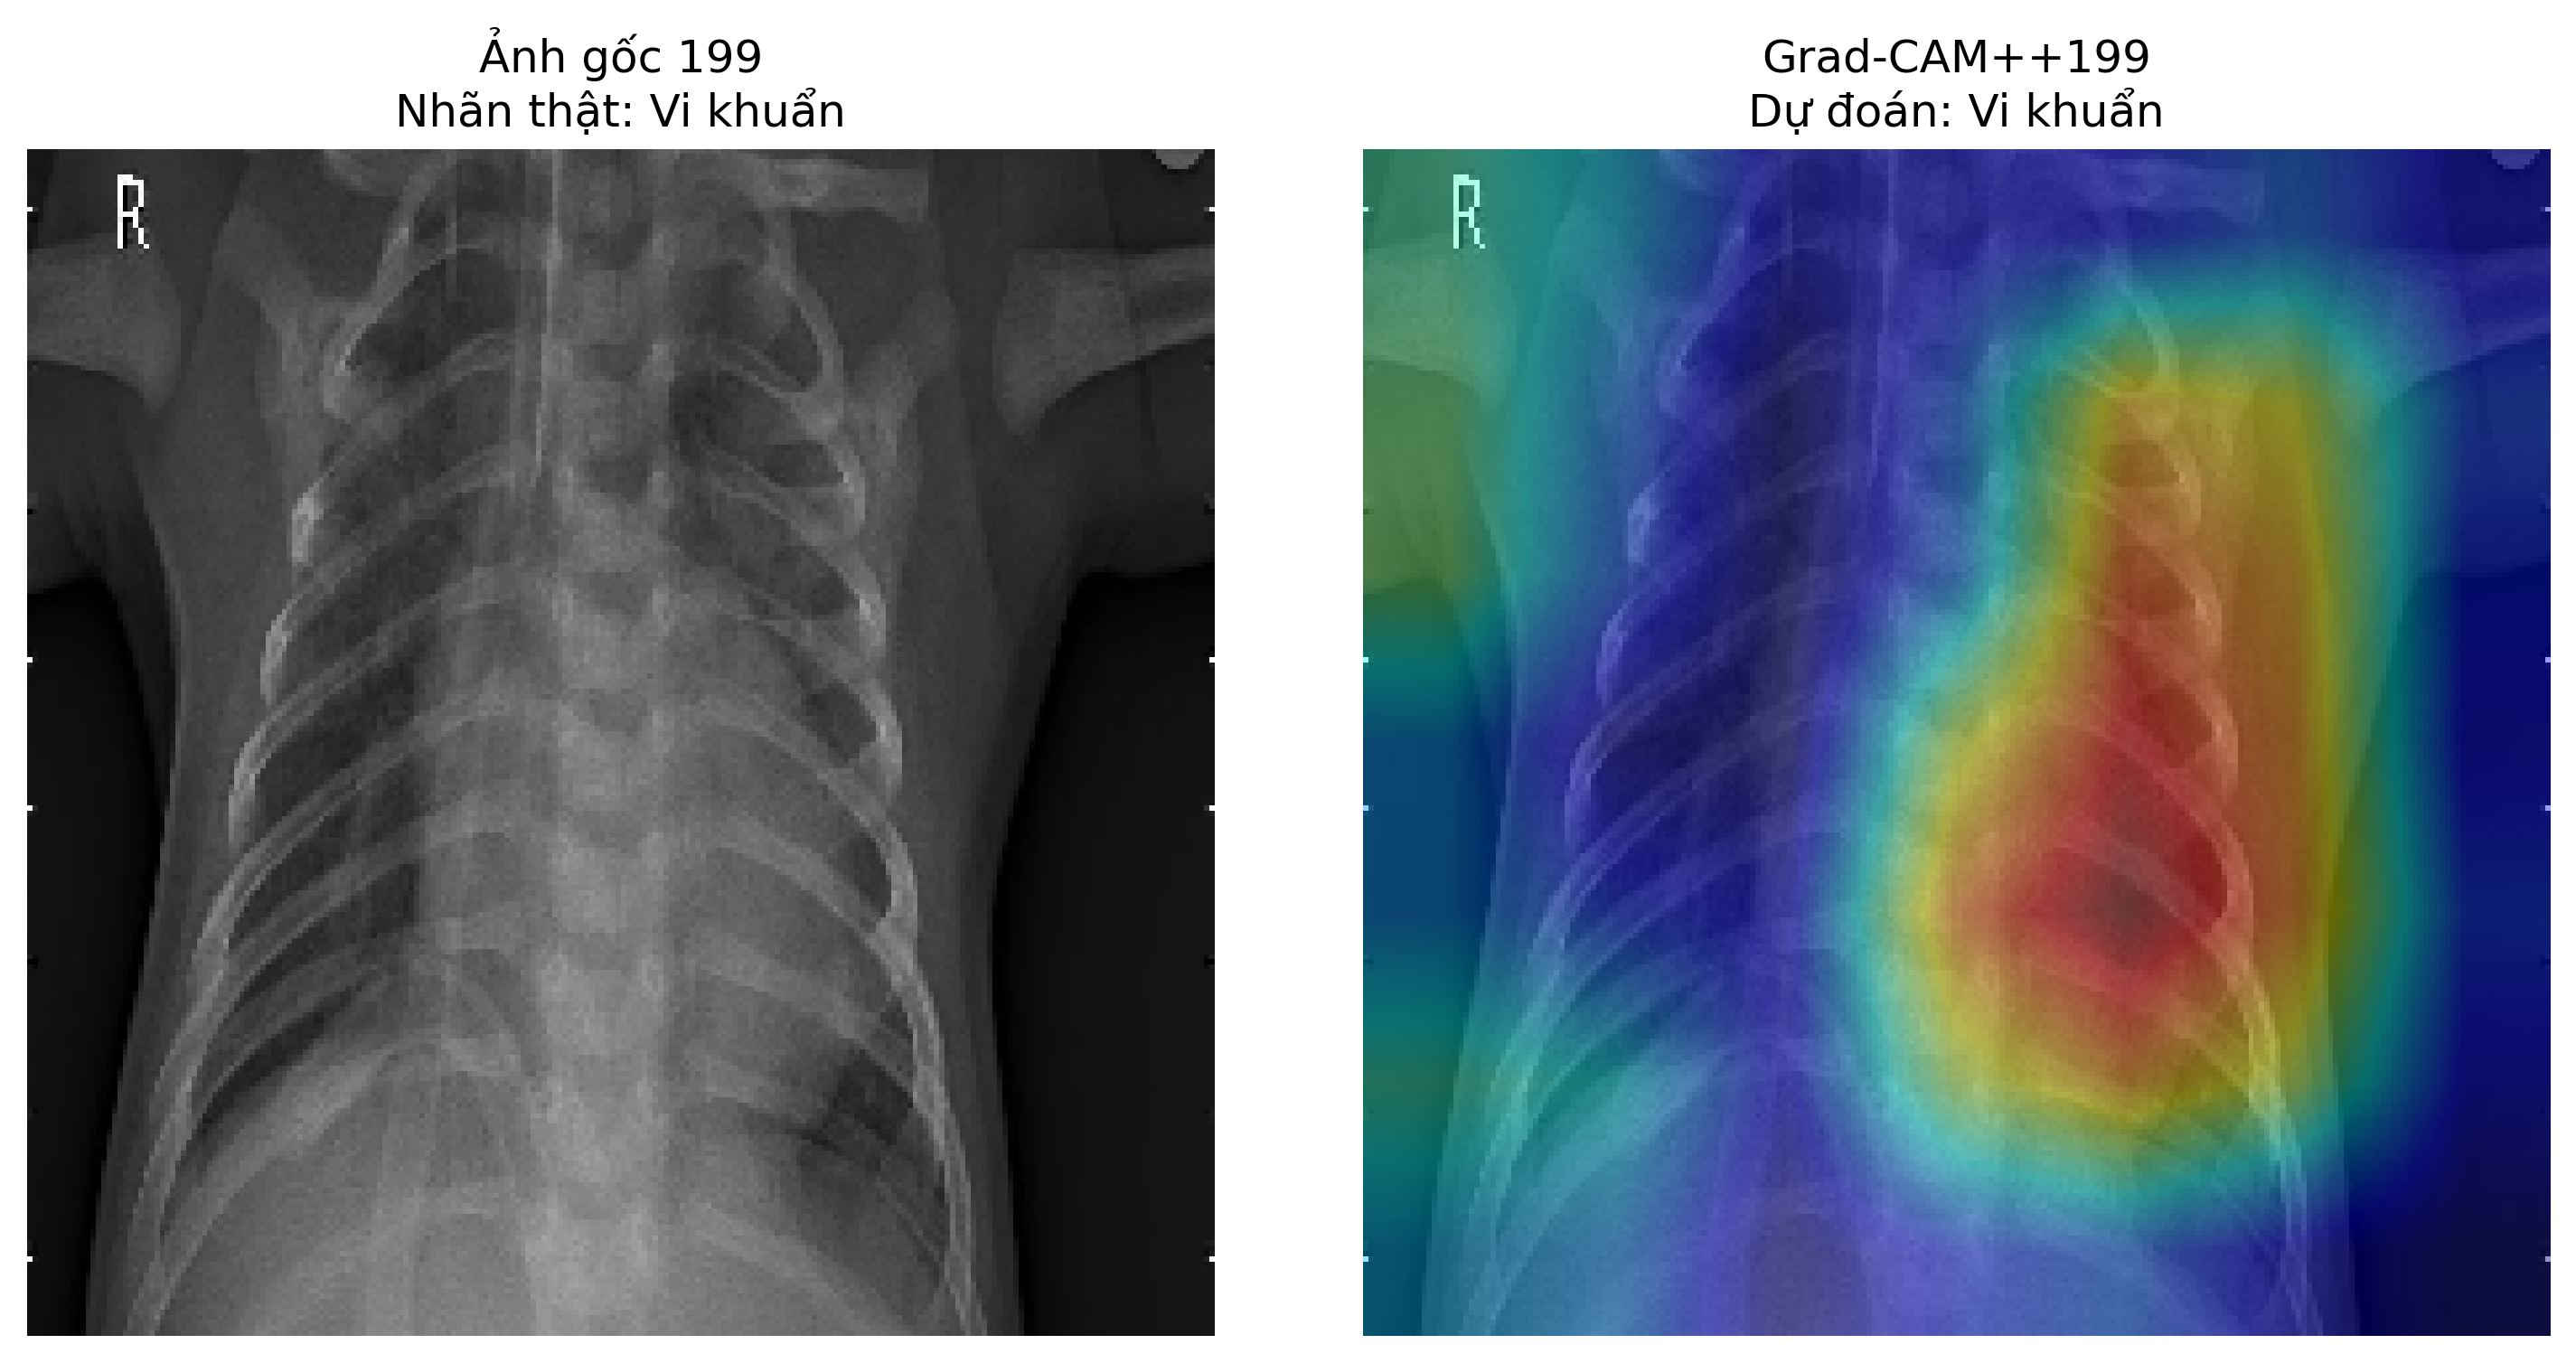 Ảnh gốc 199
Nhãn thật: Vi khuẩn
Grad-CAM++199
Dự đoán: Vi khuẩn
R
R